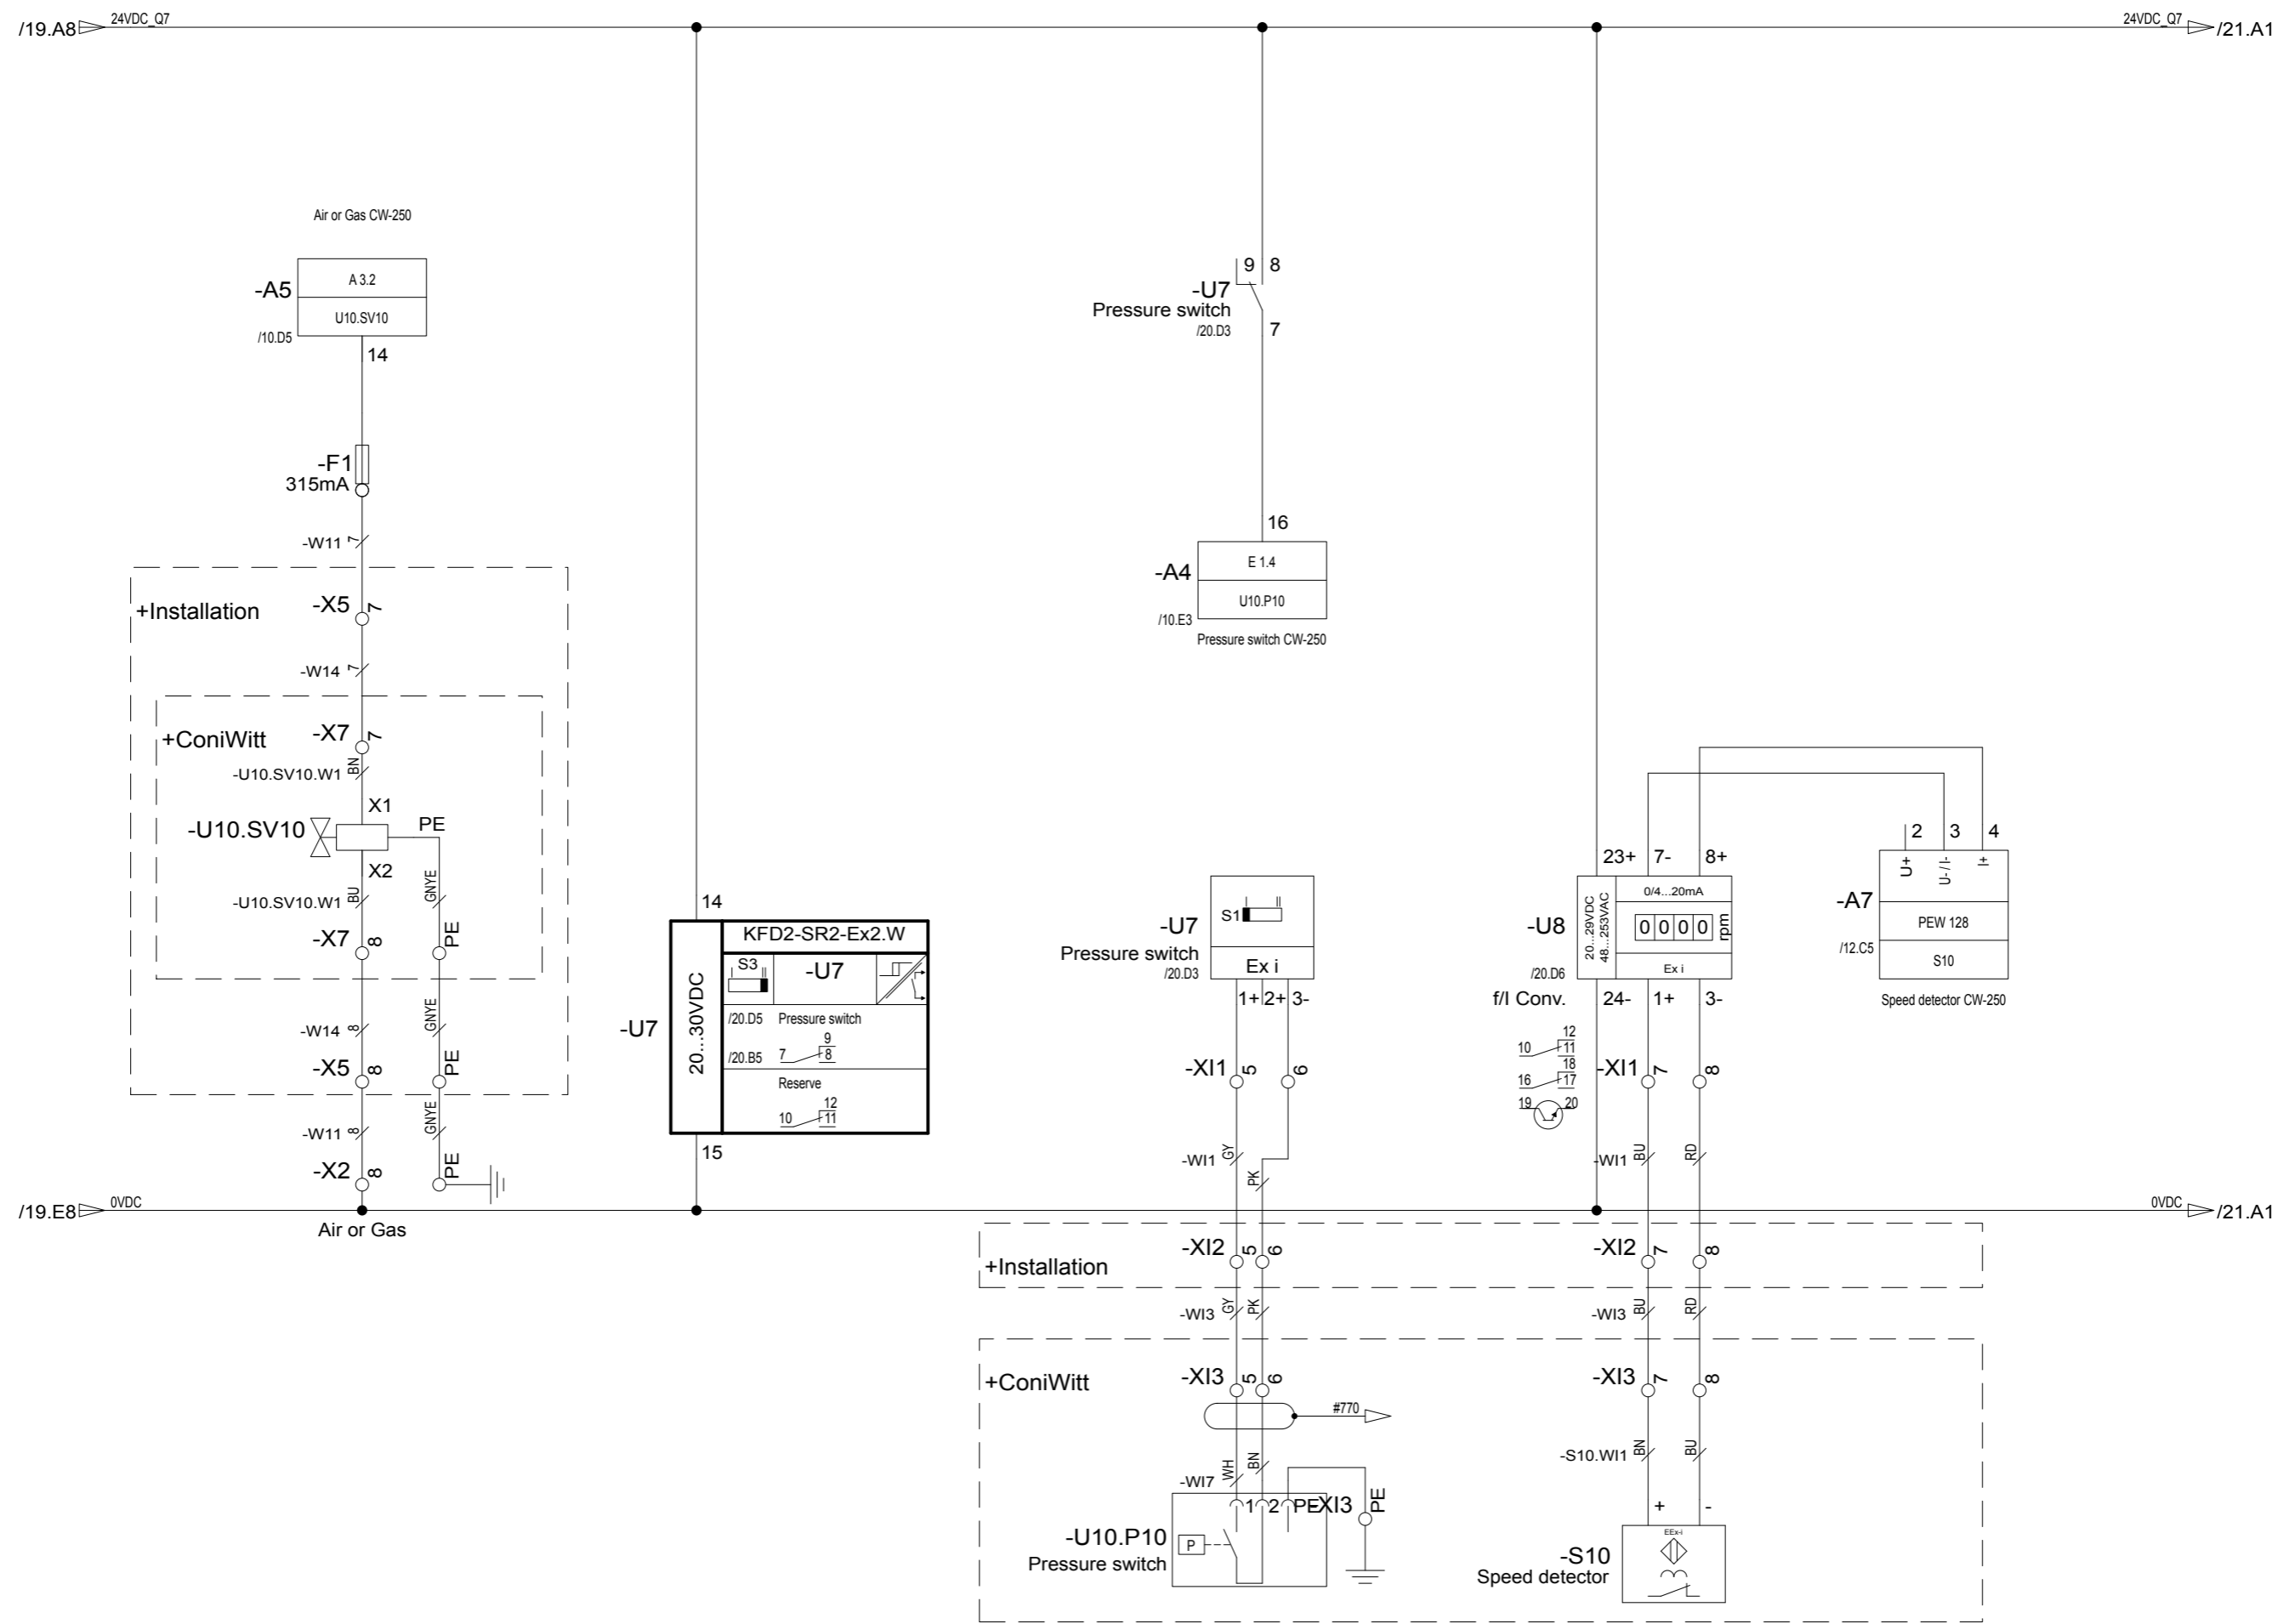 /19.A8 24VDC_Q7
24VDC_Q7 /21.A1
Air or Gas CW-250
-A5
A 3.2
U10.SV10
/10.D5
14
-F1
315mA
-W11 7
+Installation
-X5 7
-W14 7
+ConiWitt
-X7 7
-U10.SV10.W1 BN
X1
-U10.SV10
PE
X2
-U10.SV10.W1 BU
GNYE
-X7 8
PE
-W14 8
GNYE
-X5 8
PE
-W11 8
GNYE
-X2 8
PE
/19.E8 0VDC
Air or Gas
0VDC /21.A1
14
-U7
20...30VDC
KFD2-SR2-Ex2.W
S3 I II
-U7
/20.D5 Pressure switch
/20.B5 7 9 8
Reserve
10 12 11
15
9 8
-U7
Pressure switch
/20.D3
7
16
-A4
E 1.4
U10.P10
/10.E3
Pressure switch CW-250
-U7
Pressure switch
/20.D3
S1 I II
Ex i
1+ 2+ 3-
-XI1 5 6
-WI1 GY PK
+Installation
-XI2 5 6
-WI3 GY PK
+ConiWitt
-XI3 5 6
#770
-WI7 WH BN
1 2 PE
-XI3 PE
-U10.P10
Pressure switch
P
23+ 7- 8+
-U8
/20.D6
f/I Conv.
20...29VDC
48...253VAC
0/4...20mA
0 0 0 0 rpm
Ex i
24- 1+ 3-
10 12 11
16 18 17
19 20
-XI1 7 8
-WI1 BU RD
-XI2 7 8
-WI3 BU RD
-XI3 7 8
-S10.WI1 BN BU
+ -
-S10
Speed detector
EEx-i
2 3 4
U+ U-/I- I+
-A7
PEW 128
/12.C5
S10
Speed detector CW-250